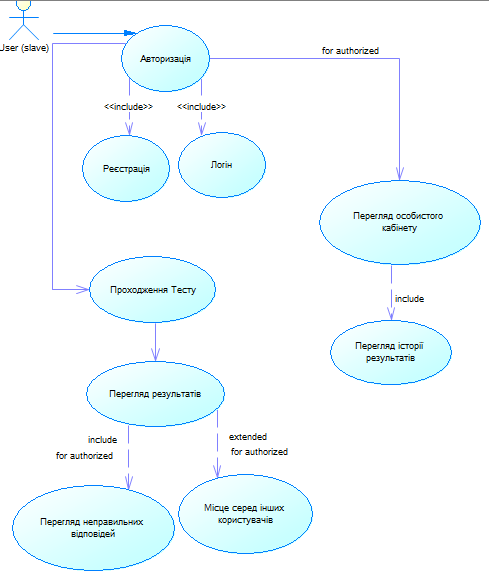 User (slave)
Авторизація
for authorized
<<include>>
<<include>>
Реєстрація
Логін
Перегляд особистого
кабінету
Проходження Тесту
include
Перегляд історії
результатів
Перегляд результатів
include
for authorized
extended
for authorized
Перегляд неправильних
відповідей
Місце серед інших
користувачів